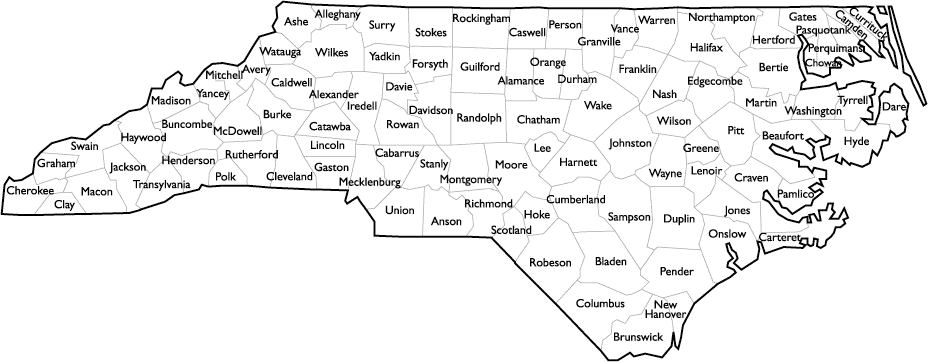 Ashe
Alleghany
Surry
Stokes
Rockingham
Caswell
Person
Granville
Vance
Warren
Northampton
Gates
Currituck
Camden
Pasquotank
Perquimans
Chowan
Hertford
Halifax
Bertie
Watauga
Wilkes
Yadkin
Forsyth
Guilford
Alamance
Orange
Durham
Franklin
Nash
Edgecombe
Martin
Washington
Tyrrell
Dare
Mitchell
Avery
Caldwell
Alexander
Iredell
Davie
Davidson
Randolph
Chatham
Wake
Wilson
Pitt
Beaufort
Hyde
Madison
Yancey
Buncombe
McDowell
Burke
Catawba
Rowan
Lincoln
Swain
Haywood
Graham
Jackson
Henderson
Rutherford
Cleveland
Gaston
Mecklenburg
Cabarrus
Stanly
Montgomery
Moore
Lee
Harnett
Johnston
Wayne
Greene
Lenoir
Craven
Pamlico
Cherokee
Clay
Macon
Transylvania
Polk
Union
Anson
Richmond
Scotland
Hoke
Cumberland
Sampson
Duplin
Jones
Onslow
Carteret
Robeson
Bladen
Pender
Columbus
New
Hanover
Brunswick